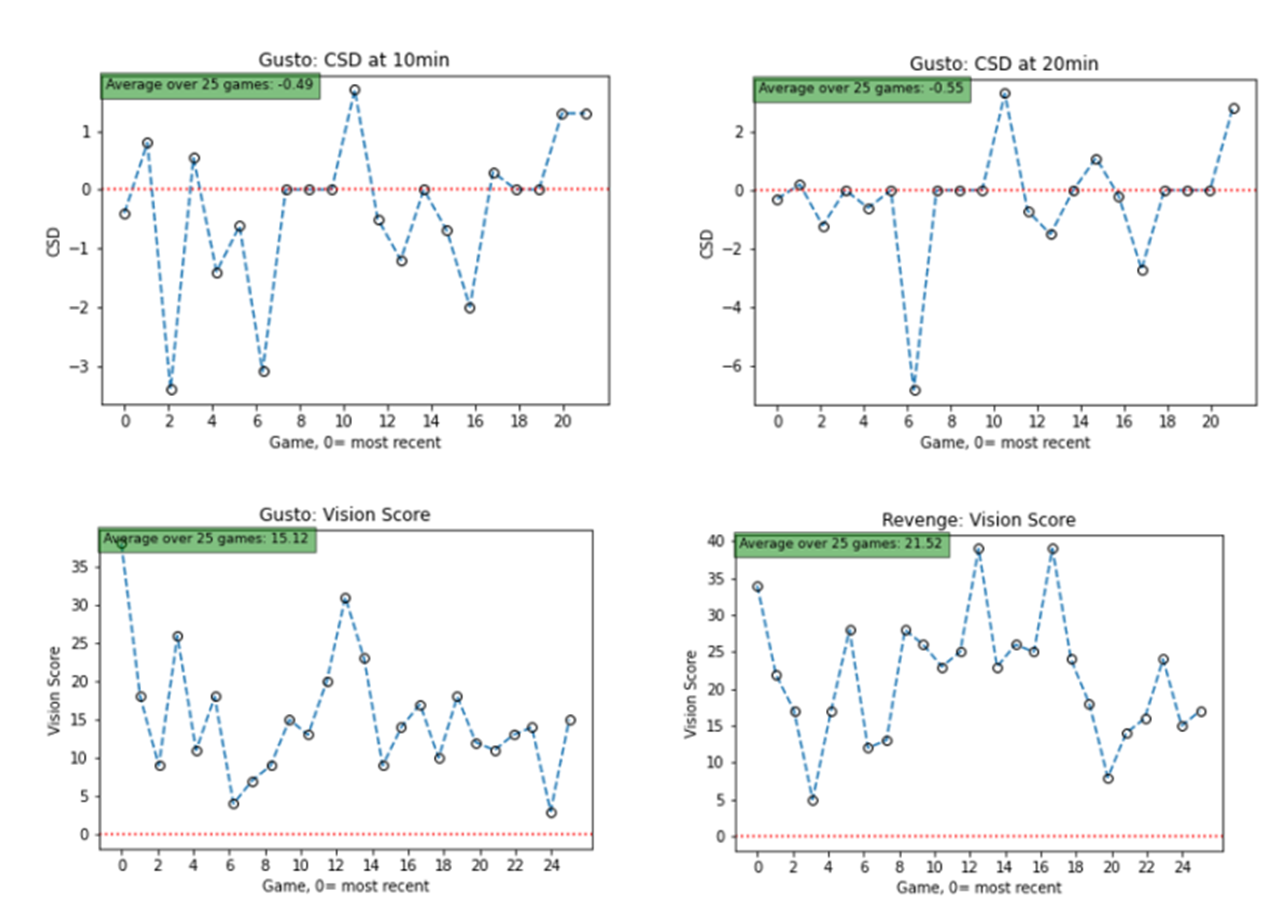 Gusto: CSD at 10min
Average over 25 games: -0.49
1
0
−1
−2
−3
CSD
0 2 4 6 8 10 12 14 16 18 20
Game, 0= most recent
Gusto: CSD at 20min
Average over 25 games: -0.55
2
0
−2
−4
−6
CSD
0 2 4 6 8 10 12 14 16 18 20
Game, 0= most recent
Gusto: Vision Score
Average over 25 games: 15.12
35
30
25
20
15
10
5
0
Vision Score
0 2 4 6 8 10 12 14 16 18 20 22 24
Game, 0= most recent
Revenge: Vision Score
Average over 25 games: 21.52
40
35
30
25
20
15
10
5
0
Vision Score
0 2 4 6 8 10 12 14 16 18 20 22 24
Game, 0= most recent